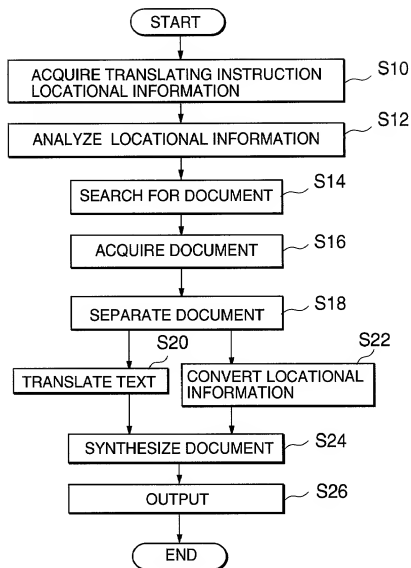 START
ACQUIRE TRANSLATING INSTRUCTION
LOCATIONAL INFORMATION
S10
ANALYZE LOCATIONAL INFORMATION
S12
SEARCH FOR DOCUMENT
S14
ACQUIRE DOCUMENT
S16
SEPARATE DOCUMENT
S18
TRANSLATE TEXT
S20
CONVERT LOCATIONAL
INFORMATION
S22
SYNTHESIZE DOCUMENT
S24
OUTPUT
S26
END